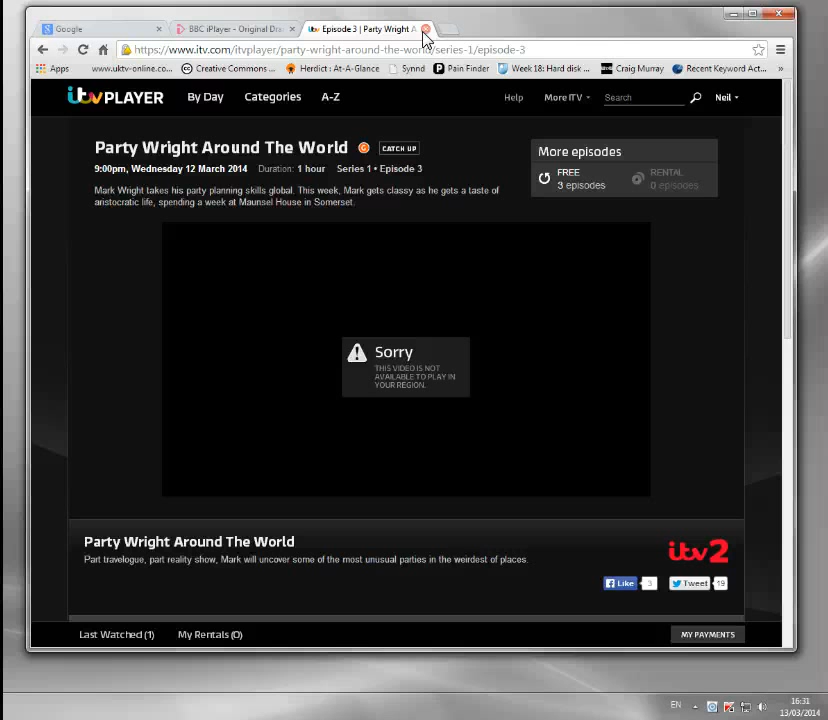 Google
BBC iPlayer - Original Dra
Episode 3 | Party Wright A
https://www.itv.com/itvplayer/party-wright-around-the-world/series-1/episode-3
Apps
www.uktv-online.co...
Creative Commons ...
Herdict : At-A-Glance
Synnd
Pain Finder
Week 18: Hard disk ...
Craig Murray
Recent Keyword Act...
itv PLAYER
By Day
Categories
A-Z
Help
More ITV
Search
Neil
Party Wright Around The World
CATCH UP
9:00pm, Wednesday 12 March 2014 Duration: 1 hour Series 1 • Episode 3
Mark Wright takes his party planning skills global. This week, Mark gets classy as he gets a taste of
aristocratic life, spending a week at Maunsel House in Somerset.
More episodes
FREE
3 episodes
RENTAL
0 episodes
Sorry
THIS VIDEO IS NOT
AVAILABLE TO PLAY IN
YOUR REGION.
Party Wright Around The World
Part travelogue, part reality show, Mark will uncover some of the most unusual parties in the weirdest of places.
itv2
Like 3
Tweet 19
Last Watched (1)
My Rentals (0)
MY PAYMENTS
EN
16:31
13/03/2014